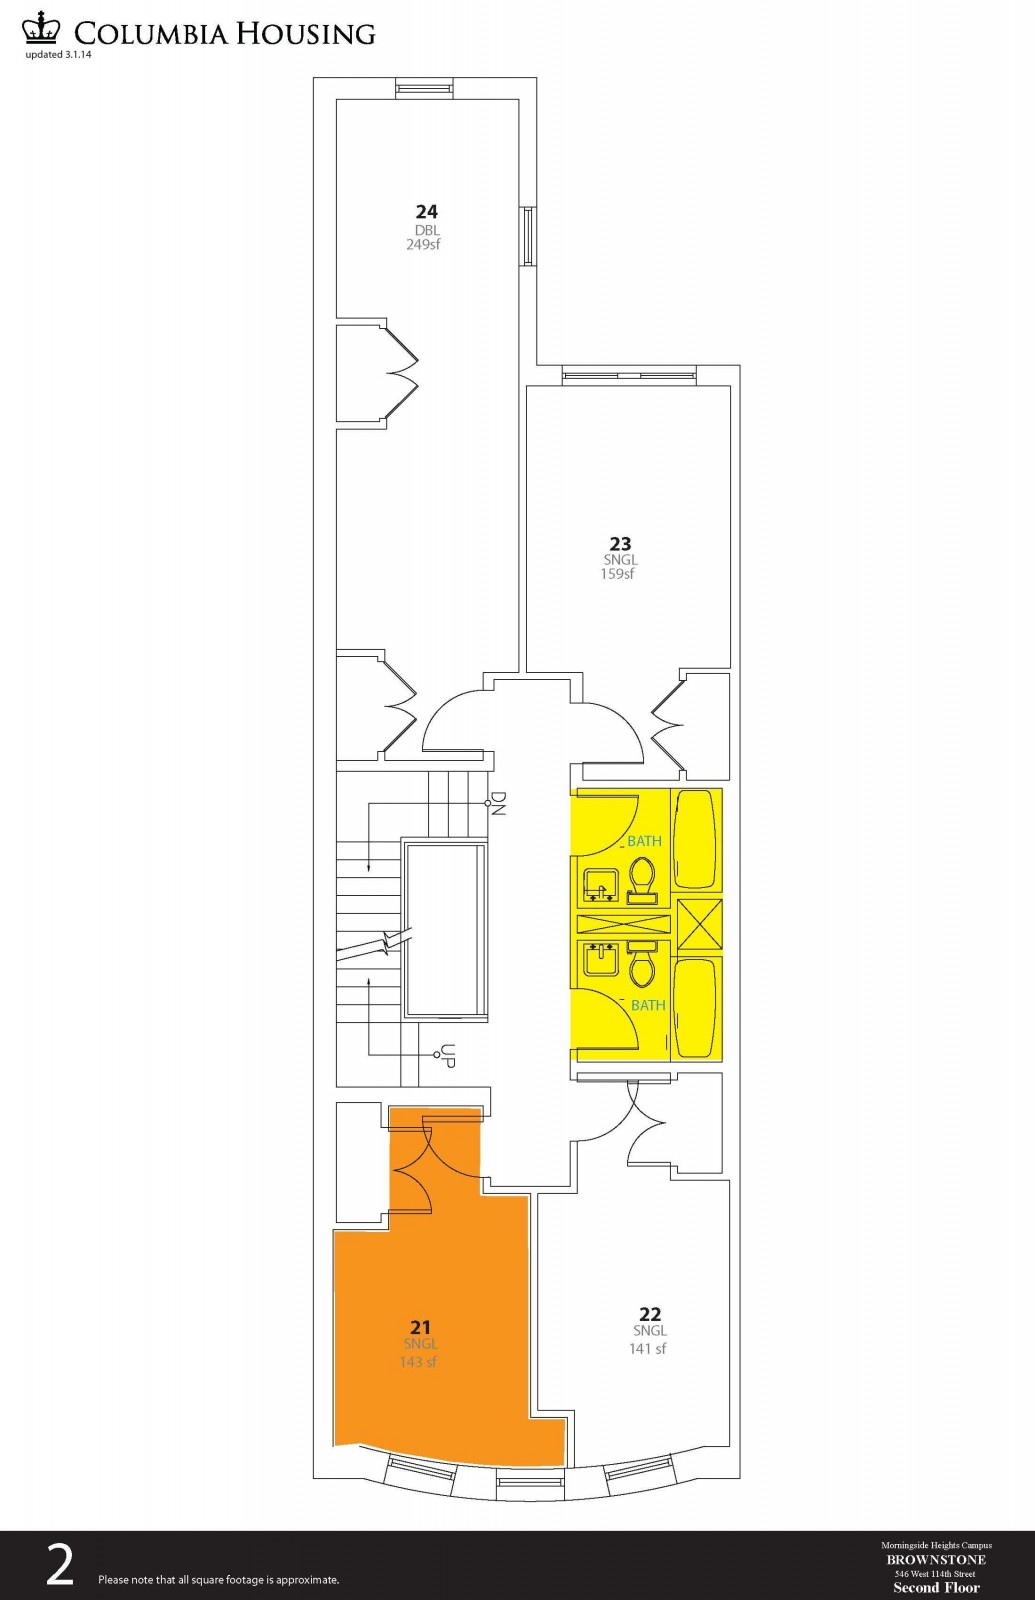 COLUMBIA HOUSING
updated 3.1.14
24
DBL
249sf
23
SNGL
159sf
DN
BATH
BATH
UP
21
SNGL
143 sf
22
SNGL
141 sf
2
Please note that all square footage is approximate.
Morningside Heights Campus
BROWNSTONE
546 West 114th Street
Second Floor